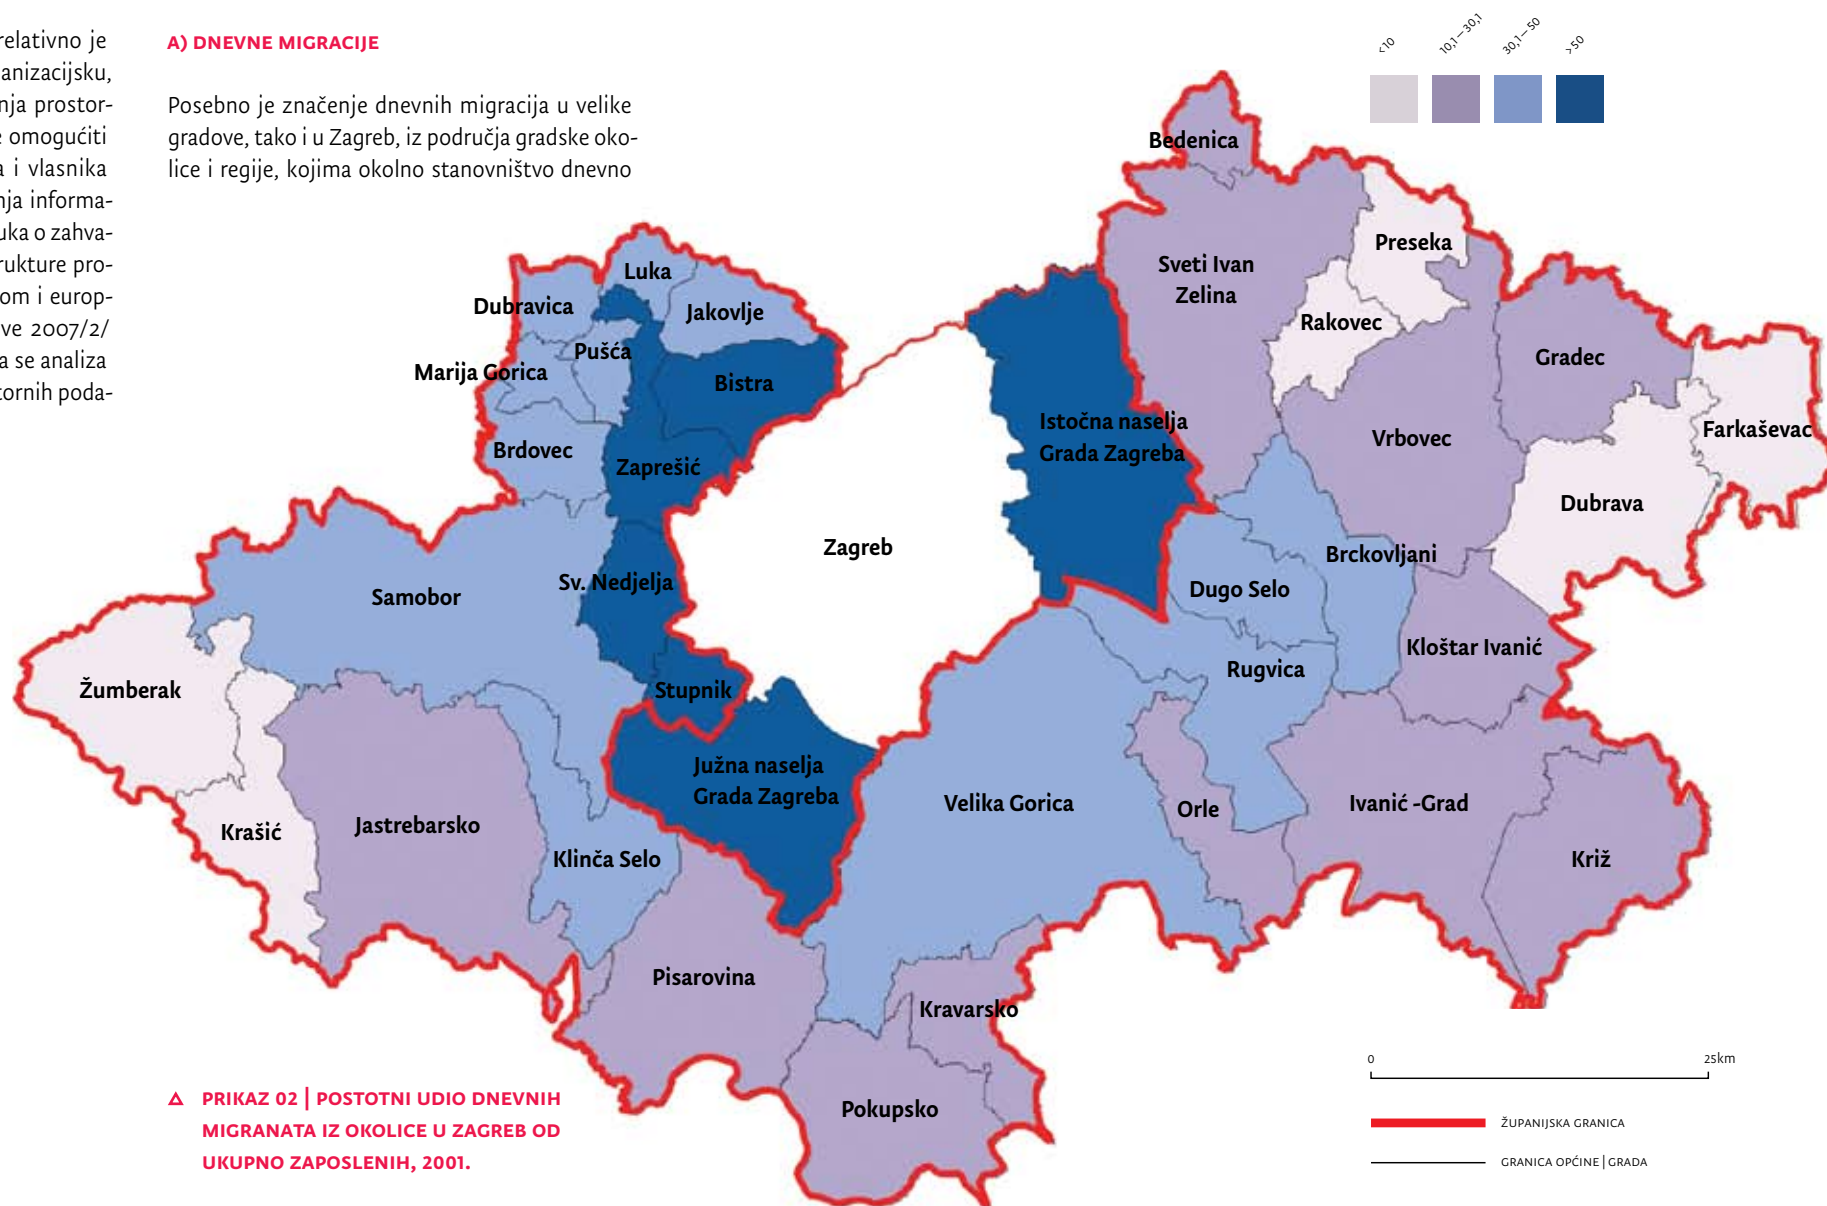 relativno je
anizacijsku,
nja prostor-
e omogućiti
a i vlasnika
nja informa-
uka o zahva-
rukture pro-
om i europ-
ve 2007/2/
a se analiza
tornih poda-
A) DNEVNE MIGRACIJE
Posebno je značenje dnevnih migracija u velike
gradove, tako i u Zagreb, iz područja gradske oko-
lice i regije, kojima okolno stanovništvo dnevno
<10
10,1–30,1
30,1–50
>50
Bedenica
Preseka
Sveti Ivan
Zelina
Rakovec
Gradec
Farkaševac
Vrbovec
Dubrava
Luka
Dubravica
Jakovlje
Pušća
Marija Gorica
Bistra
Brdovec
Zaprešić
Istočna naselja
Grada Zagreba
Zagreb
Brckovljani
Dugo Selo
Sv. Nedjelja
Samobor
Kloštar Ivanić
Rugvica
Žumberak
Stupnik
Južna naselja
Grada Zagreba
Velika Gorica
Orle
Ivanić -Grad
Krašić
Jastrebarsko
Klinča Selo
Križ
Pisarovina
Kravarsko
Pokupsko
PRIKAZ 02 | POSTOTNI UDIO DNEVNIH
MIGRANATA IZ OKOLICE U ZAGREB OD
UKUPNO ZAPOSLENIH, 2001.
0 25km
ŽUPANIJSKA GRANICA
GRANICA OPĆINE | GRADA